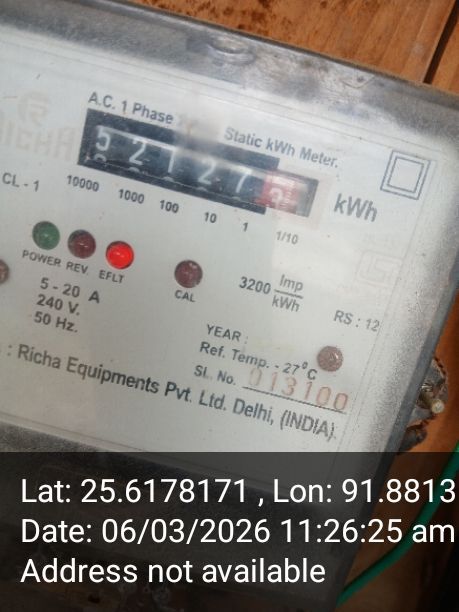 RICHA
A.C. 1 Phase
Static kWh Meter.
52127
kWh
CL - 1
10000 1000 100 10 1 1/10
POWER REV. EFLT
CAL
3200 Imp/kWh
5 - 20 A
240 V.
50 Hz.
RS : 12
YEAR :
Ref. Temp. - 27°C
Sl. No. 013100
: Richa Equipments Pvt. Ltd. Delhi, (INDIA).
Lat: 25.6178171 , Lon: 91.8813
Date: 06/03/2026 11:26:25 am
Address not available